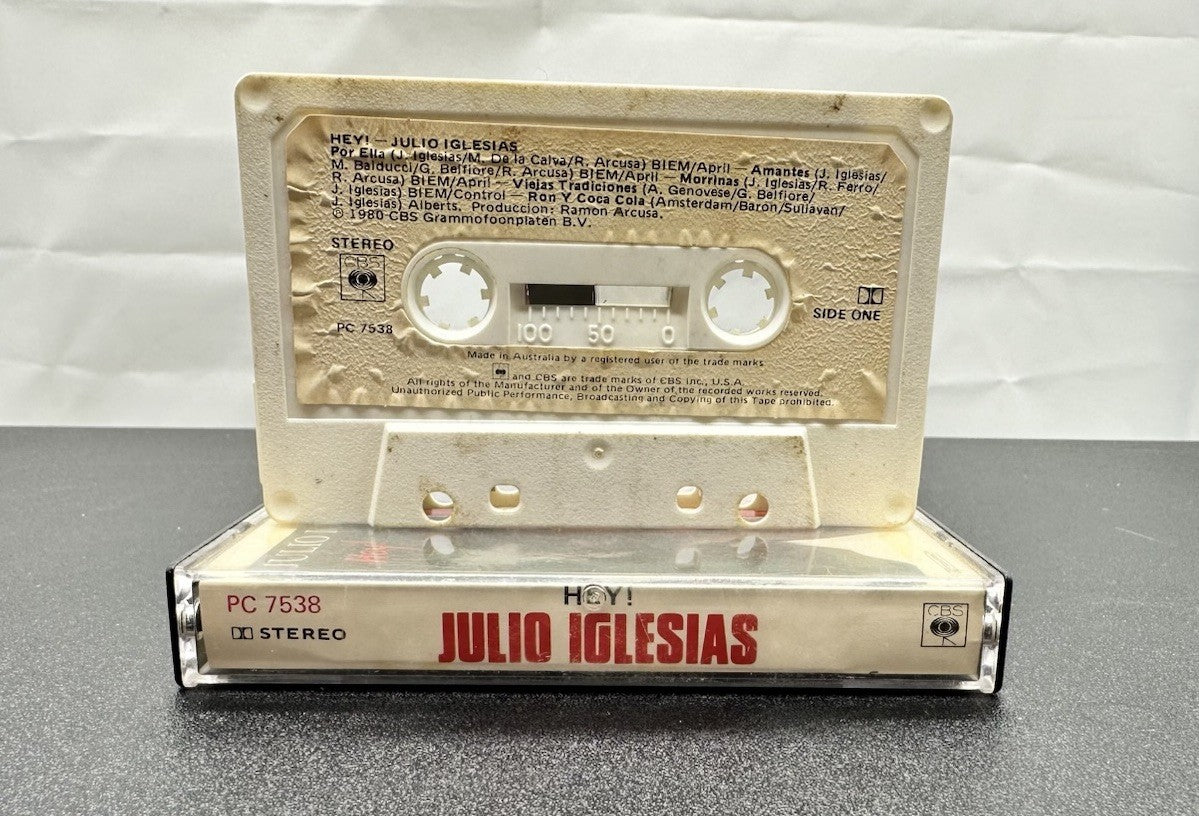 HEY! — JULIO IGLESIAS
Por Ella (J. Iglesias/M. De la Calva/R. Arcusa) BIEM/April — Amantes (J. Iglesias/
M. Balducci/G. Belfiore/R. Arcusa) BIEM/April — Morrinas (J. Iglesias/R. Ferro/
R. Arcusa) BIEM/April — Viejas Tradiciones (A. Genovese/G. Belfiore/
J. Iglesias) BIEM/Control — Ron Y Coca Cola (Amsterdam/Baron/Sullavan/
J. Iglesias) Alberts. Produccion: Ramon Arcusa.
℗ 1980 CBS Grammofoonplaten B.V.
STEREO
CBS
PC 7538
SIDE ONE
100 50 0
Made in Australia by a registered user of the trade marks
and CBS are trade marks of CBS Inc., U.S.A.
All rights of the Manufacturer and of the Owner of the recorded works reserved.
Unauthorized Public Performance, Broadcasting and Copying of this Tape prohibited.
JULIO
Hey!
PC 7538
STEREO
HEY!
JULIO IGLESIAS
CBS